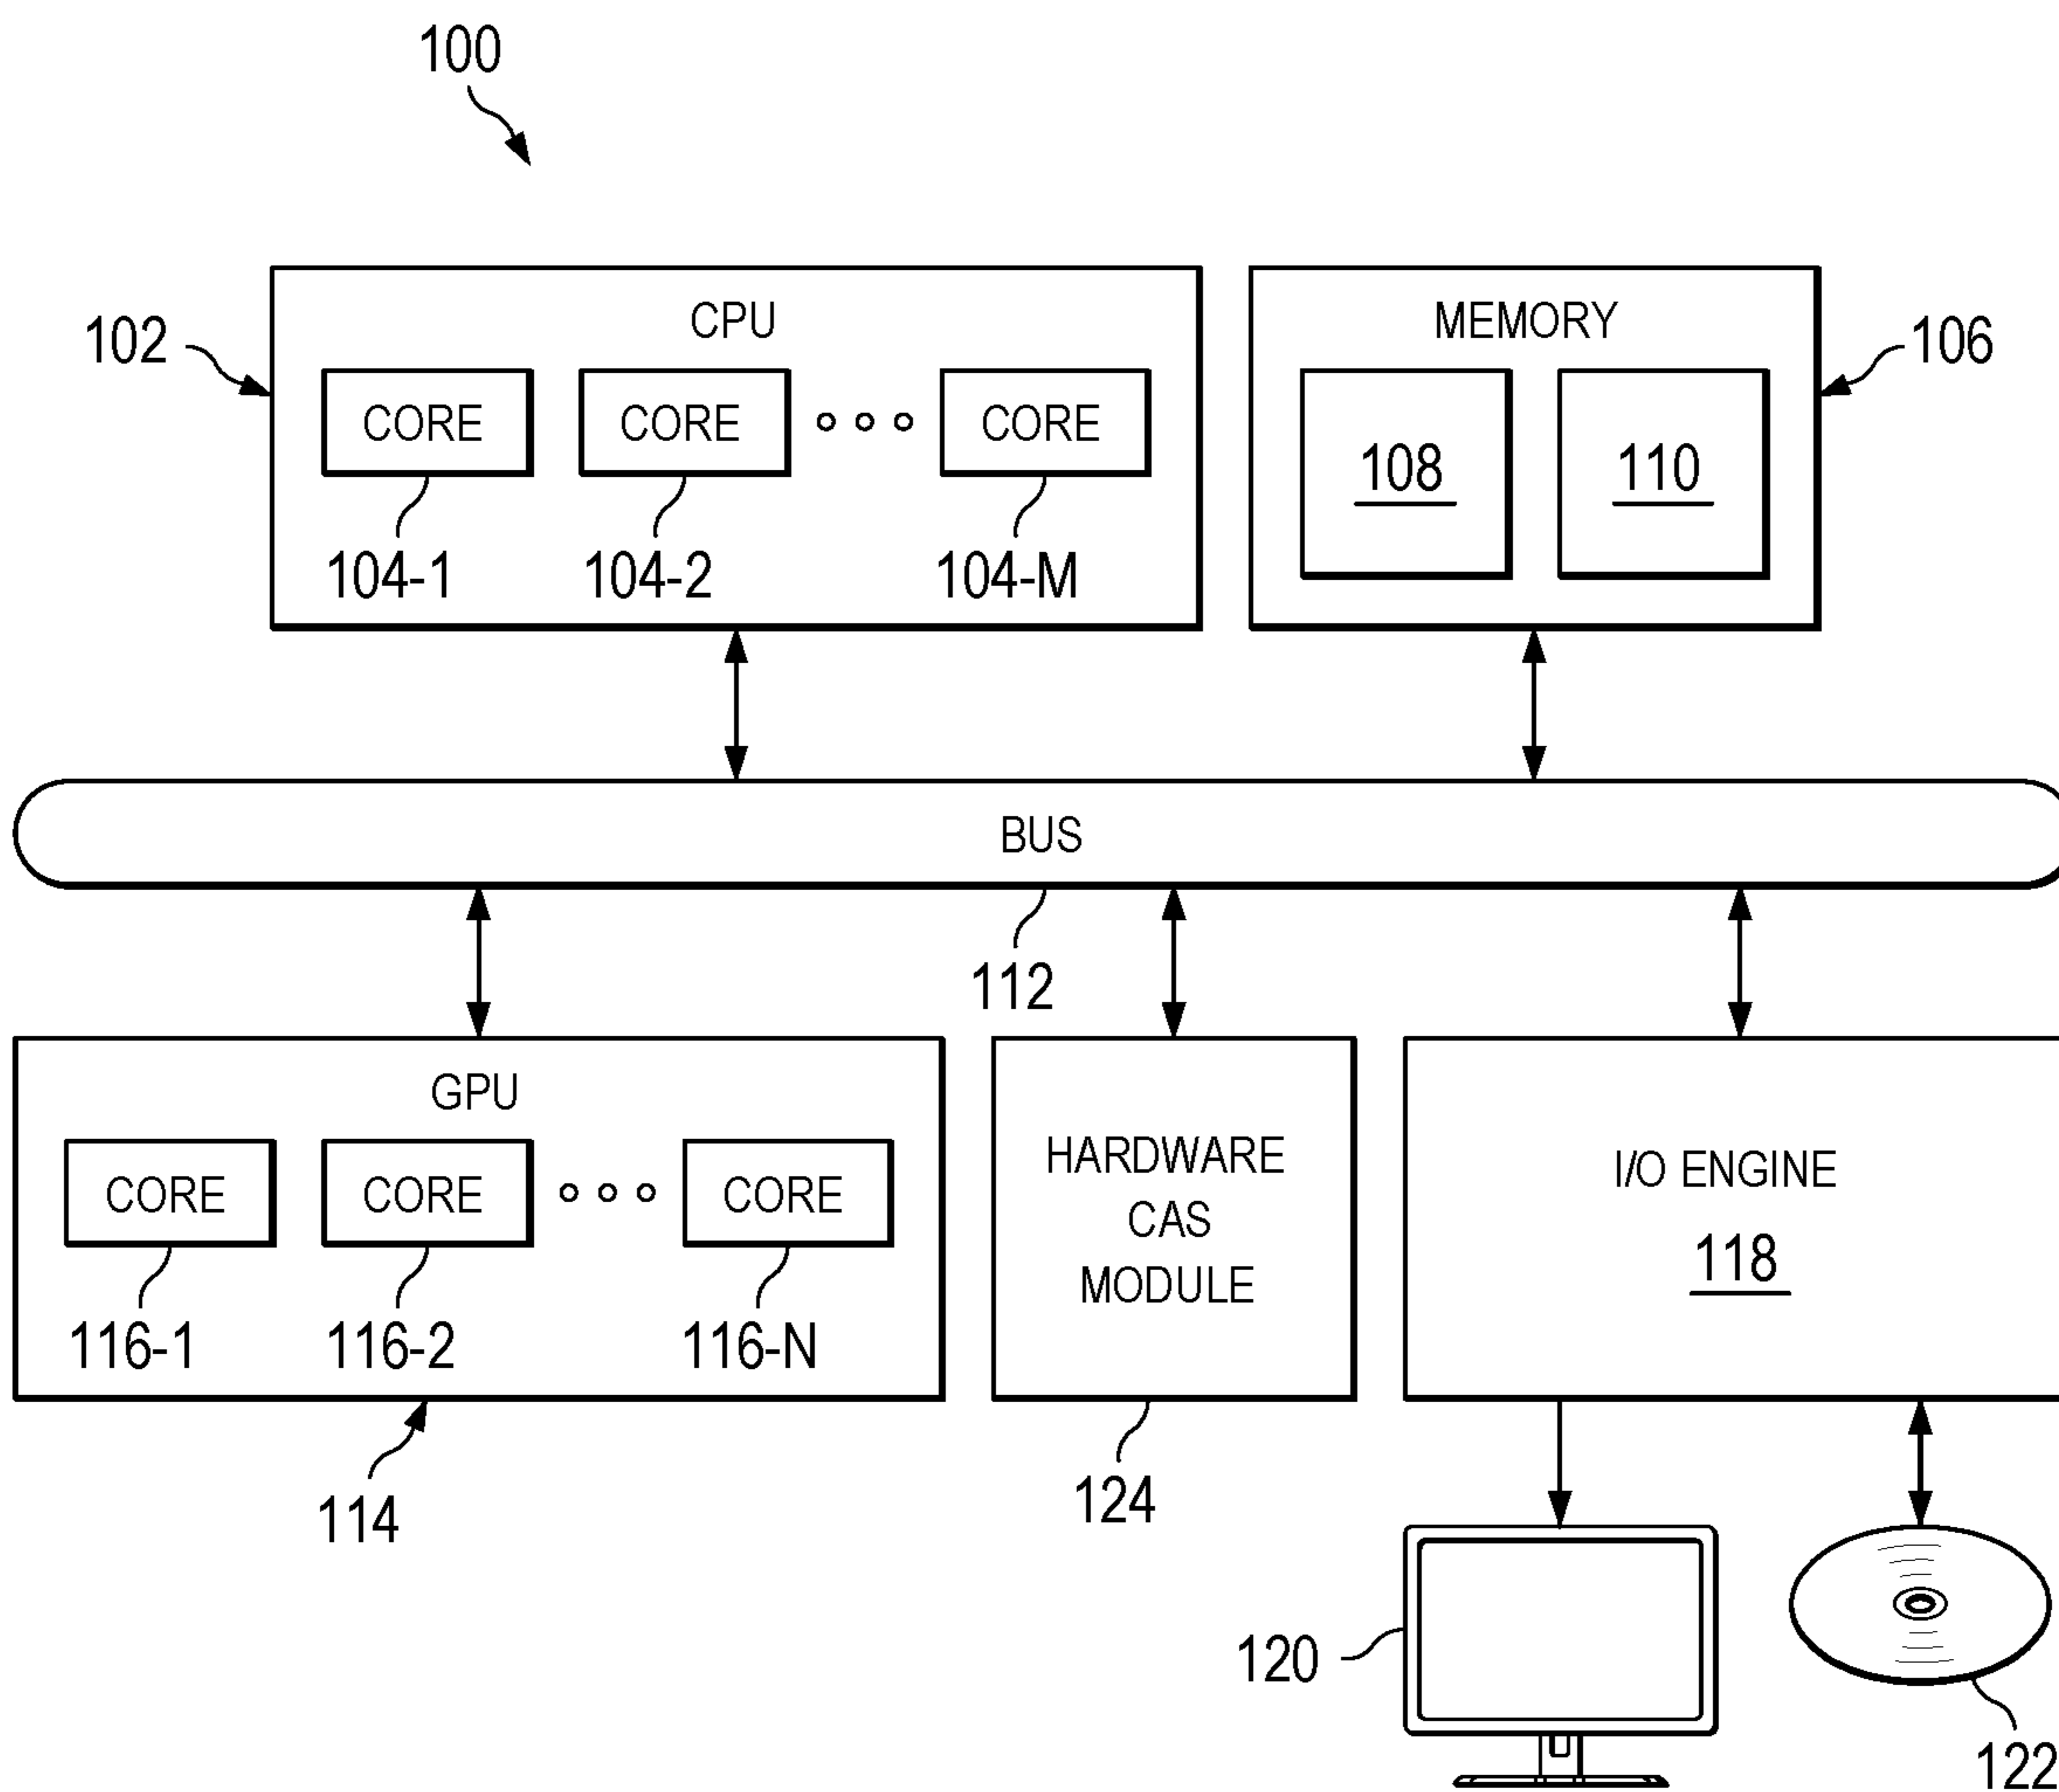 100
CPU
MEMORY
102
106
CORE
CORE
CORE
108
110
104-1
104-2
104-M
BUS
112
GPU
HARDWARE
CAS
MODULE
I/O ENGINE
118
CORE
CORE
CORE
116-1
116-2
116-N
114
124
120
122